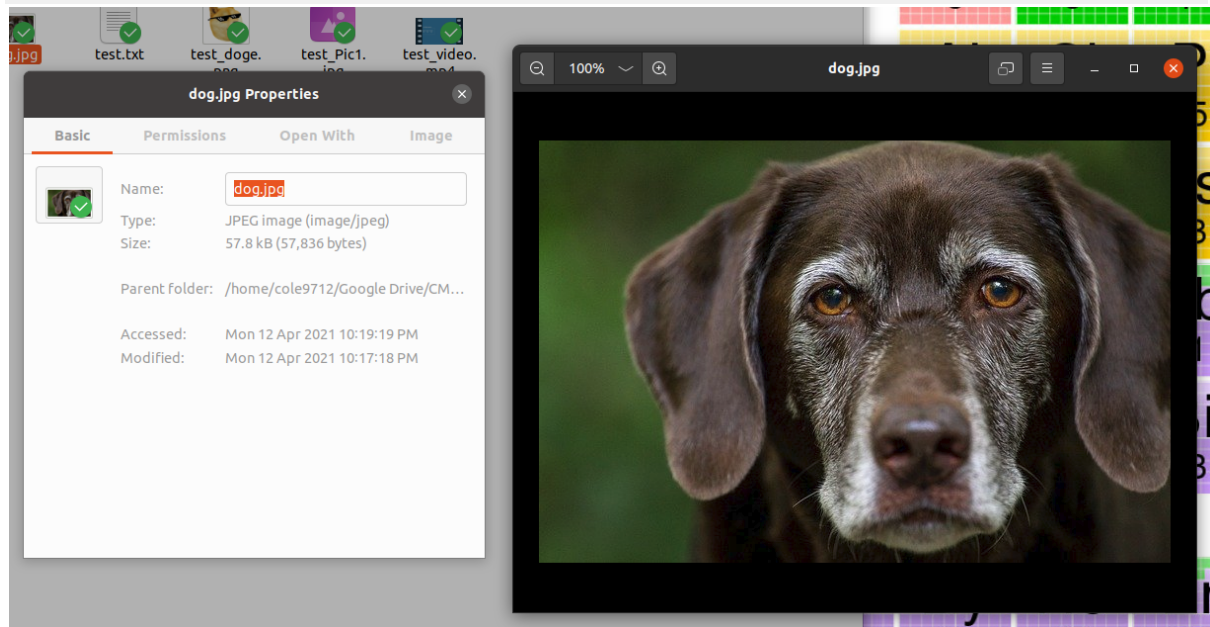 .jpg
test.txt
test_doge.
test_Pic1.
test_video.
dog.jpg Properties
Basic
Permissions
Open With
Image
Name:
dog.jpg
Type:
JPEG image (image/jpeg)
Size:
57.8 kB (57,836 bytes)
Parent folder:
/home/cole9712/Google Drive/CM...
Accessed:
Mon 12 Apr 2021 10:19:19 PM
Modified:
Mon 12 Apr 2021 10:17:18 PM
100%
dog.jpg